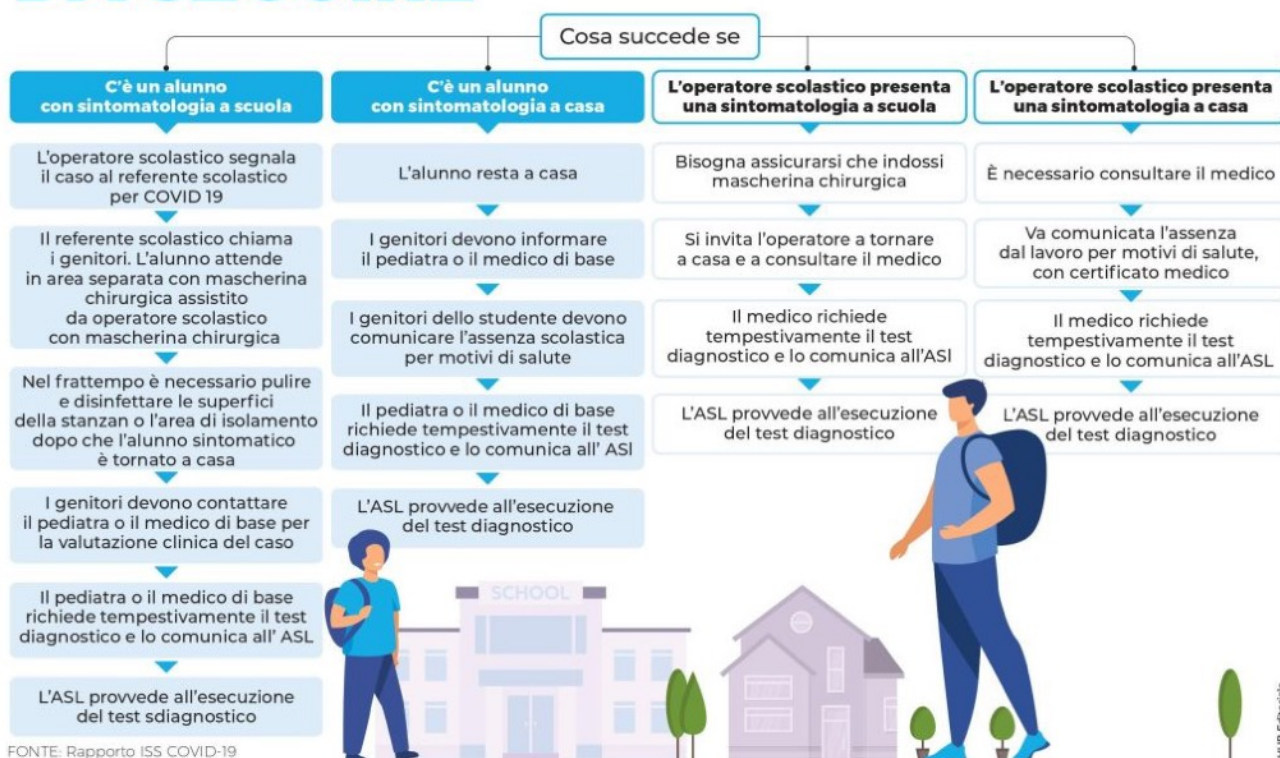 Cosa succede se
C'è un alunno
con sintomatologia a scuola
L'operatore scolastico segnala
il caso al referente scolastico
per COVID 19
Il referente scolastico chiama
i genitori. L'alunno attende
in area separata con mascherina
chirurgica assistito
da operatore scolastico
con mascherina chirurgica
Nel frattempo è necessario pulire
e disinfettare le superfici
della stanzan o l'area di isolamento
dopo che l'alunno sintomatico
è tornato a casa
I genitori devono contattare
il pediatra o il medico di base per
la valutazione clinica del caso
Il pediatra o il medico di base
richiede tempestivamente il test
diagnostico e lo comunica all' ASL
L'ASL provvede all'esecuzione
del test sdiagnostico
C'è un alunno
con sintomatologia a casa
L'alunno resta a casa
I genitori devono informare
il pediatra o il medico di base
I genitori dello studente devono
comunicare l'assenza scolastica
per motivi di salute
Il pediatra o il medico di base
richiede tempestivamente il test
diagnostico e lo comunica all' ASl
L'ASL provvede all'esecuzione
del test diagnostico
L'operatore scolastico presenta
una sintomatologia a scuola
Bisogna assicurarsi che indossi
mascherina chirurgica
Si invita l'operatore a tornare
a casa e a consultare il medico
Il medico richiede
tempestivamente il test
diagnostico e lo comunica all'ASl
L'ASL provvede all'esecuzione
del test diagnostico
L'operatore scolastico presenta
una sintomatologia a casa
È necessario consultare il medico
Va comunicata l'assenza
dal lavoro per motivi di salute,
con certificato medico
Il medico richiede
tempestivamente il test
diagnostico e lo comunica all'ASL
L'ASL provvede all'esecuzione
del test diagnostico
SCHOOL
FONTE: Rapporto ISS COVID-19